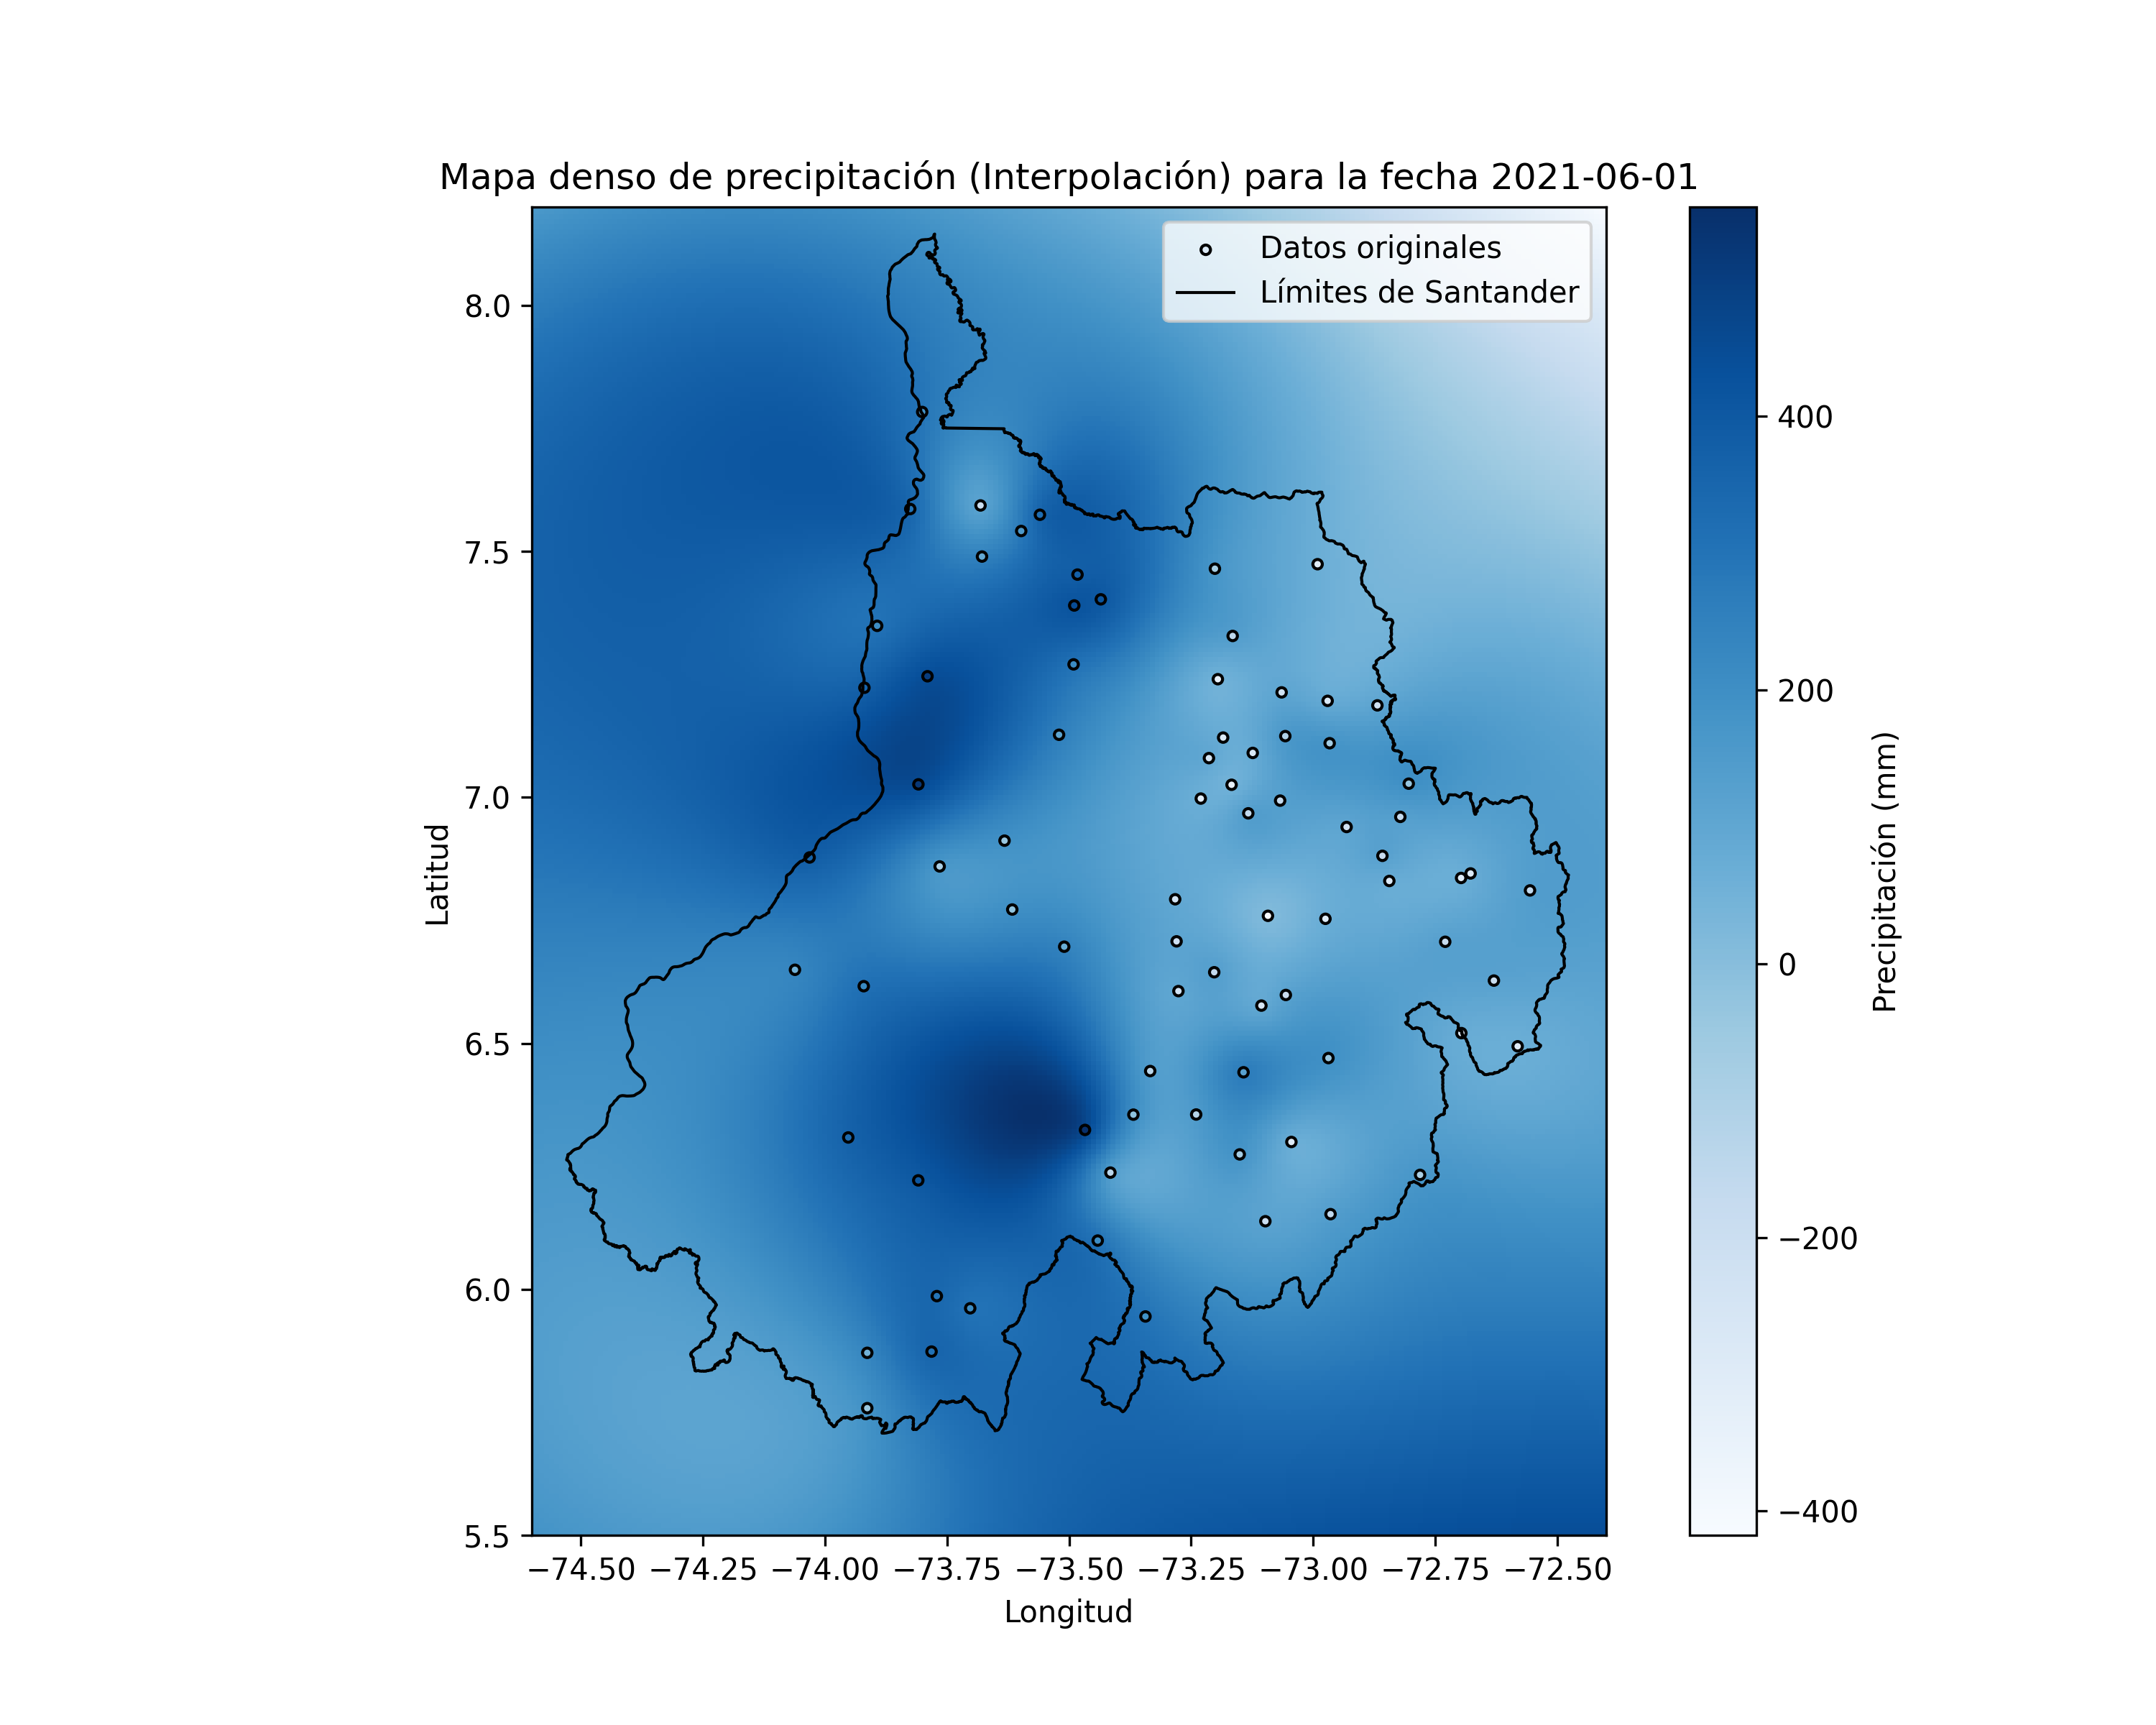 Mapa denso de precipitación (Interpolación) para la fecha 2021-06-01
Datos originales
Límites de Santander
8.0
7.5
7.0
6.5
6.0
5.5
Latitud
−74.50 −74.25 −74.00 −73.75 −73.50 −73.25 −73.00 −72.75 −72.50
Longitud
400
200
0
−200
−400
Precipitación (mm)